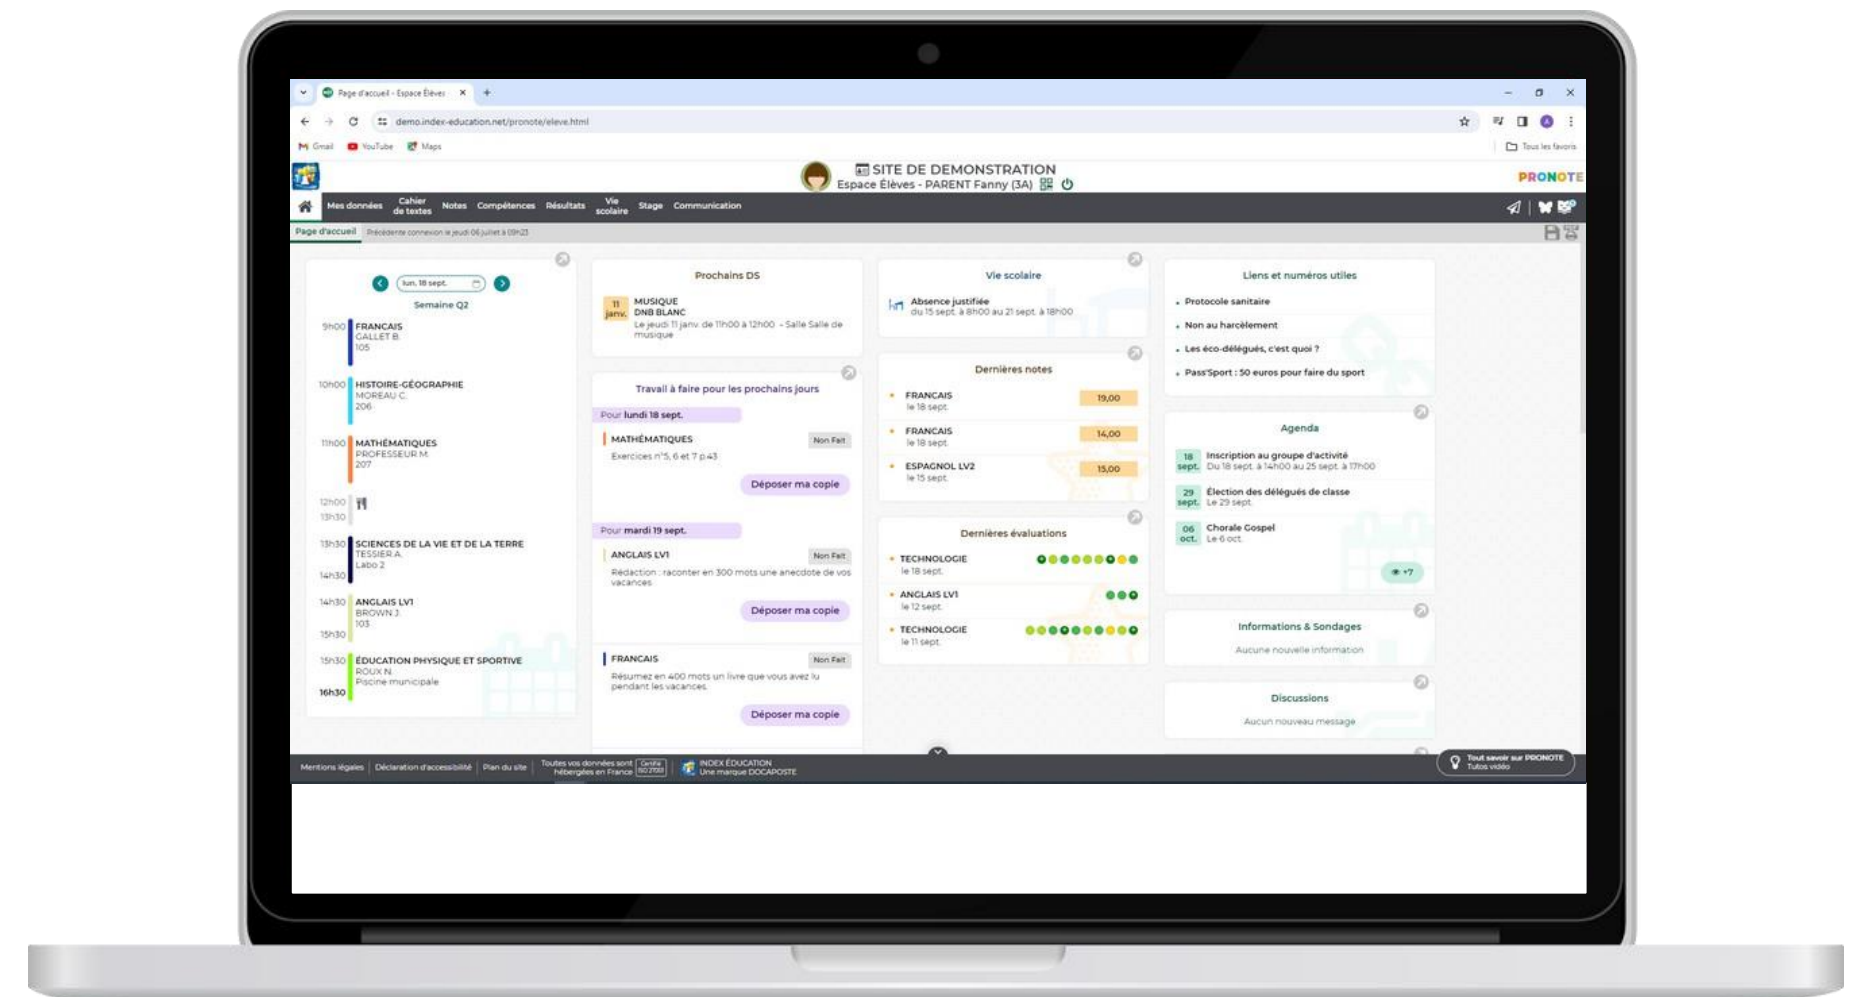 Page d'accueil - Espace Élèves
demo.index-education.net/pronote/eleve.html
Gmail YouTube Maps
Tous les favoris
SITE DE DEMONSTRATION
Espace Élèves - PARENT Fanny (3A)
PRONOTE
Mes données
Cahier
de textes
Notes
Compétences
Résultats
Vie
scolaire
Stage
Communication
Page d'accueil
Précédente connexion le jeudi 06 juillet à 09h23
lun. 18 sept.
Semaine Q2
9h00
FRANCAIS
GALLET B.
105
10h00
HISTOIRE-GÉOGRAPHIE
MOREAU C.
206
11h00
MATHÉMATIQUES
PROFESSEUR M.
207
12h00
13h30
13h30
SCIENCES DE LA VIE ET DE LA TERRE
TESSIER A.
Labo 2
14h30
14h30
ANGLAIS LV1
BROWN J.
103
15h30
15h30
ÉDUCATION PHYSIQUE ET SPORTIVE
ROUX N.
Piscine municipale
16h30
Prochains DS
11
janv.
MUSIQUE
DNB BLANC
Le jeudi 11 janv. de 11h00 à 12h00 - Salle Salle de
musique
Travail à faire pour les prochains jours
Pour lundi 18 sept.
MATHÉMATIQUES
Non Fait
Exercices n°5, 6 et 7 p.43
Déposer ma copie
Pour mardi 19 sept.
ANGLAIS LV1
Non Fait
Rédaction : raconter en 300 mots une anecdote de vos
vacances.
Déposer ma copie
FRANCAIS
Non Fait
Résumez en 400 mots un livre que vous avez lu
pendant les vacances.
Déposer ma copie
Vie scolaire
Absence justifiée
du 15 sept. à 8h00 au 21 sept. à 18h00
Dernières notes
FRANCAIS
le 18 sept.
19,00
FRANCAIS
le 18 sept.
14,00
ESPAGNOL LV2
le 15 sept.
15,00
Dernières évaluations
TECHNOLOGIE
le 18 sept.
ANGLAIS LV1
le 12 sept.
TECHNOLOGIE
le 11 sept.
Liens et numéros utiles
Protocole sanitaire
Non au harcèlement
Les éco-délégués, c'est quoi ?
Pass'Sport : 50 euros pour faire du sport
Agenda
18
sept.
Inscription au groupe d'activité
Du 18 sept. à 14h00 au 25 sept. à 17h00
29
sept.
Élection des délégués de classe
Le 29 sept.
06
oct.
Chorale Gospel
Le 6 oct.
+7
Informations & Sondages
Aucune nouvelle information
Discussions
Aucun nouveau message
Mentions légales
Déclaration d'accessibilité
Plan du site
Toutes vos données sont
hébergées en France
Certifié
ISO 27001
INDEX ÉDUCATION
Une marque DOCAPOSTE
Tout savoir sur PRONOTE
Tutos vidéo